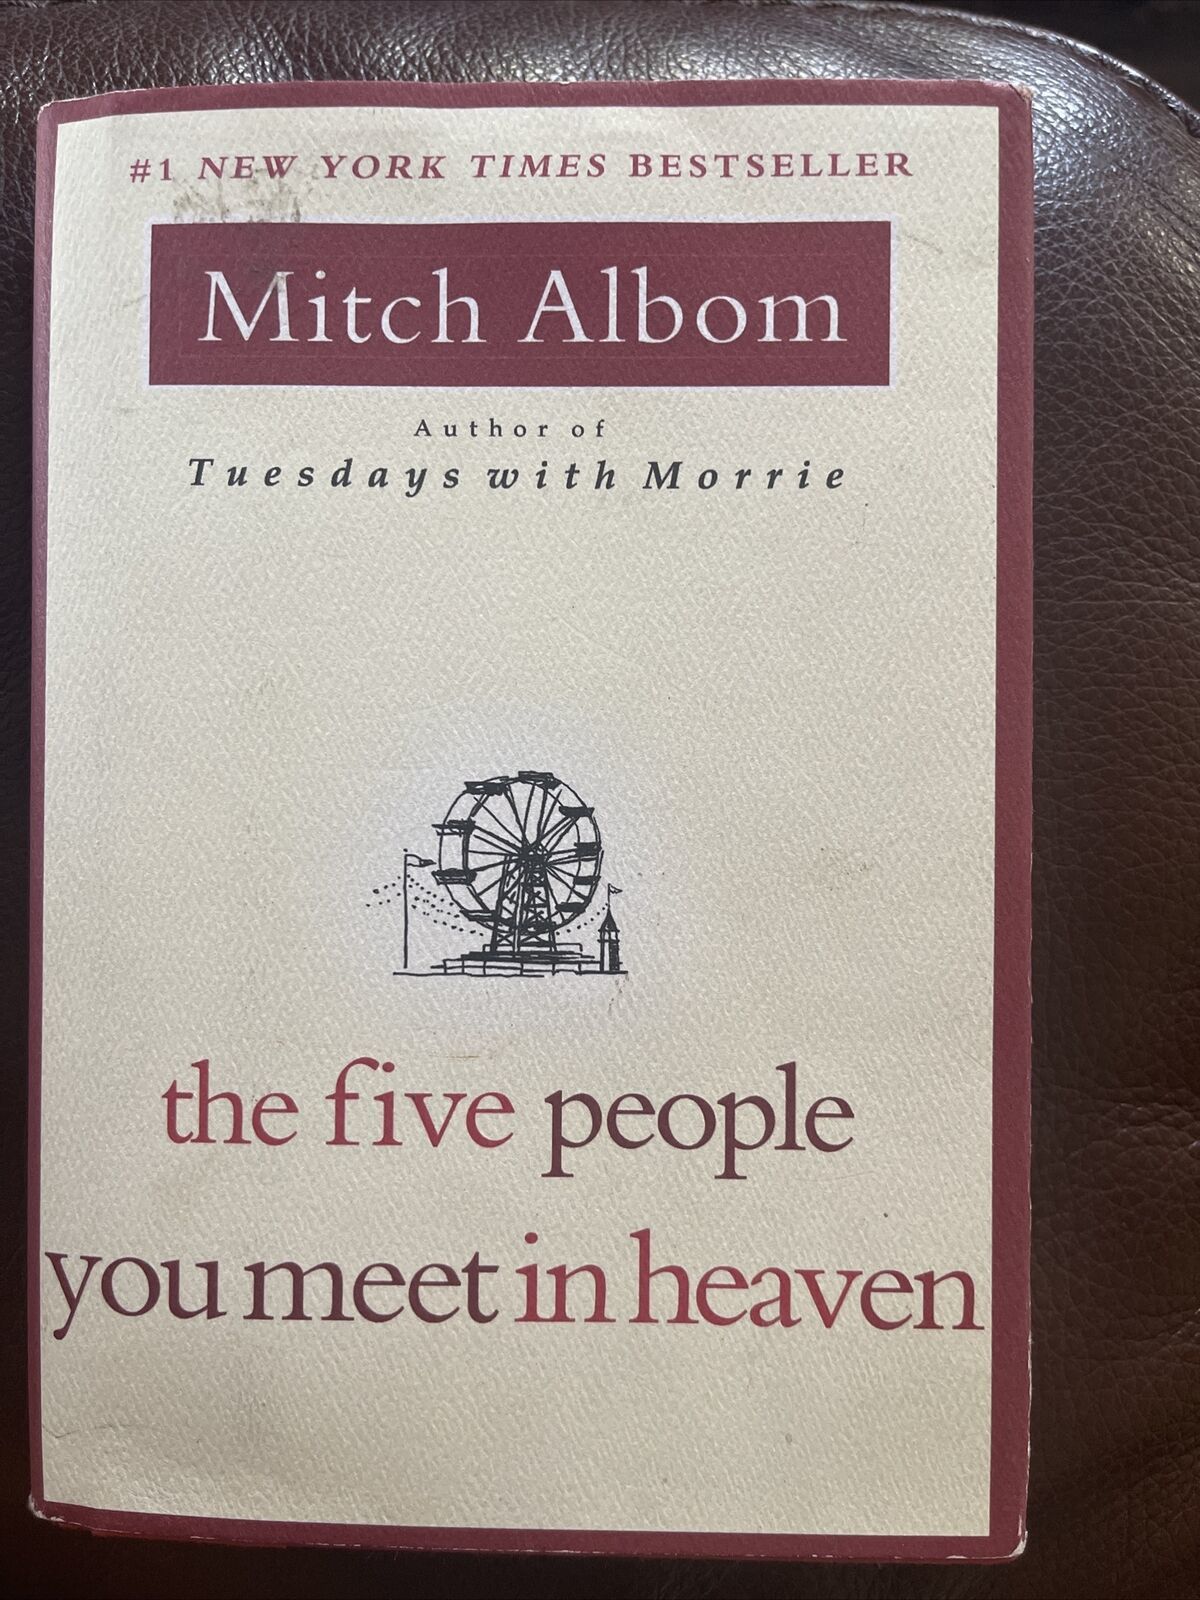 #1 NEW YORK TIMES BESTSELLER
Mitch Albom
Author of
Tuesdays with Morrie
the five people
you meet in heaven